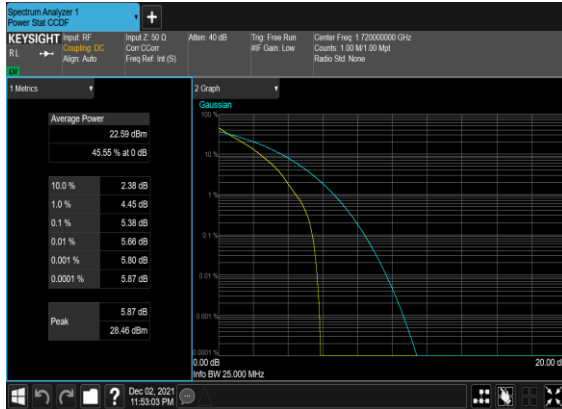 Spectrum Analyzer 1
Power Stat CCDF
KEYSIGHT
RL
LU
Input: RF
Coupling: DC
Align: Auto
Input Z: 50 Ω
Corr CCorr
Freq Ref: Int (S)
Atten: 40 dB
Trig: Free Run
#IF Gain: Low
Center Freq: 1.720000000 GHz
Counts: 1.00 M/1.00 Mpt
Radio Std: None
1 Metrics
Average Power
22.59 dBm
45.55 % at 0 dB
10.0 % 2.38 dB
1.0 % 4.45 dB
0.1 % 5.38 dB
0.01 % 5.66 dB
0.001 % 5.80 dB
0.0001 % 5.87 dB
Peak
5.87 dB
28.46 dBm
2 Graph
Gaussian
100 %
10 %
1 %
0.1 %
0.01 %
0.001 %
0.0001 %
0.00 dB
20.00 d
Info BW 25.000 MHz
Dec 02, 2021
11:53:03 PM